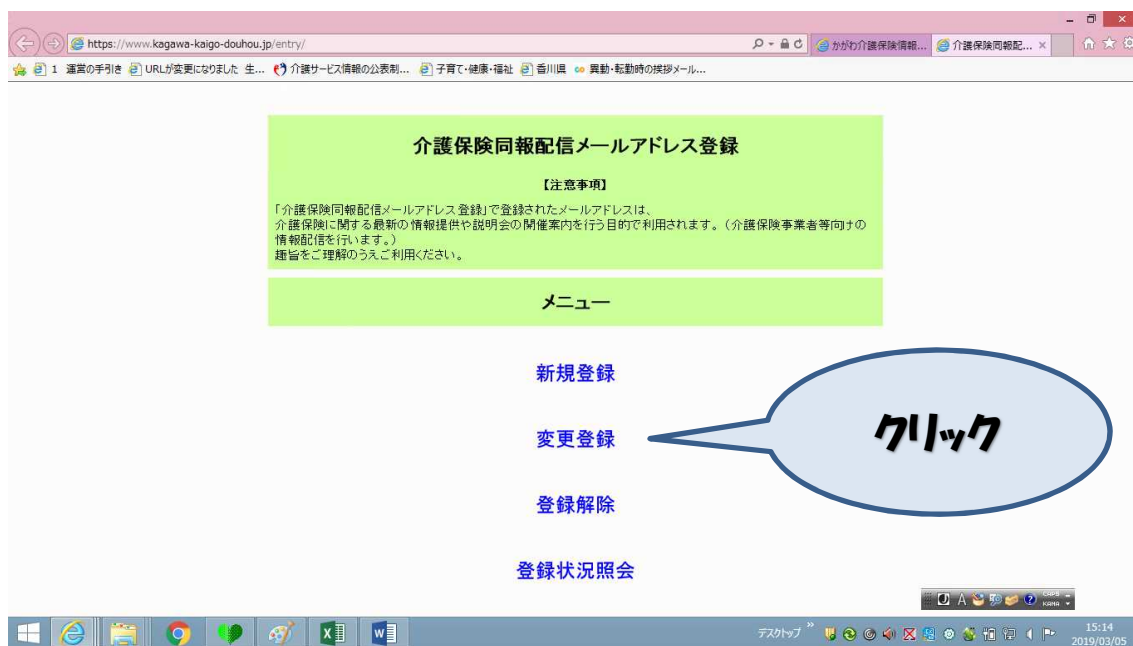 https://www.kagawa-kaigo-douhou.jp/entry/
かがわ介護保険情報...
介護保険同報配...
1 運営の手引き
URLが変更になりました 生...
介護サービス情報の公表制...
子育て・健康・福祉
香川県
異動・転勤時の挨拶メール...
介護保険同報配信メールアドレス登録
【注意事項】
「介護保険同報配信メールアドレス登録」で登録されたメールアドレスは、
介護保険に関する最新の情報提供や説明会の開催案内を行う目的で利用されます。（介護保険事業者等向けの
情報配信を行います。）
趣旨をご理解のうえご利用ください。
メニュー
新規登録
変更登録
クリック
登録解除
登録状況照会
A
CAPS
KANA
デスクトップ
15:14
2019/03/05